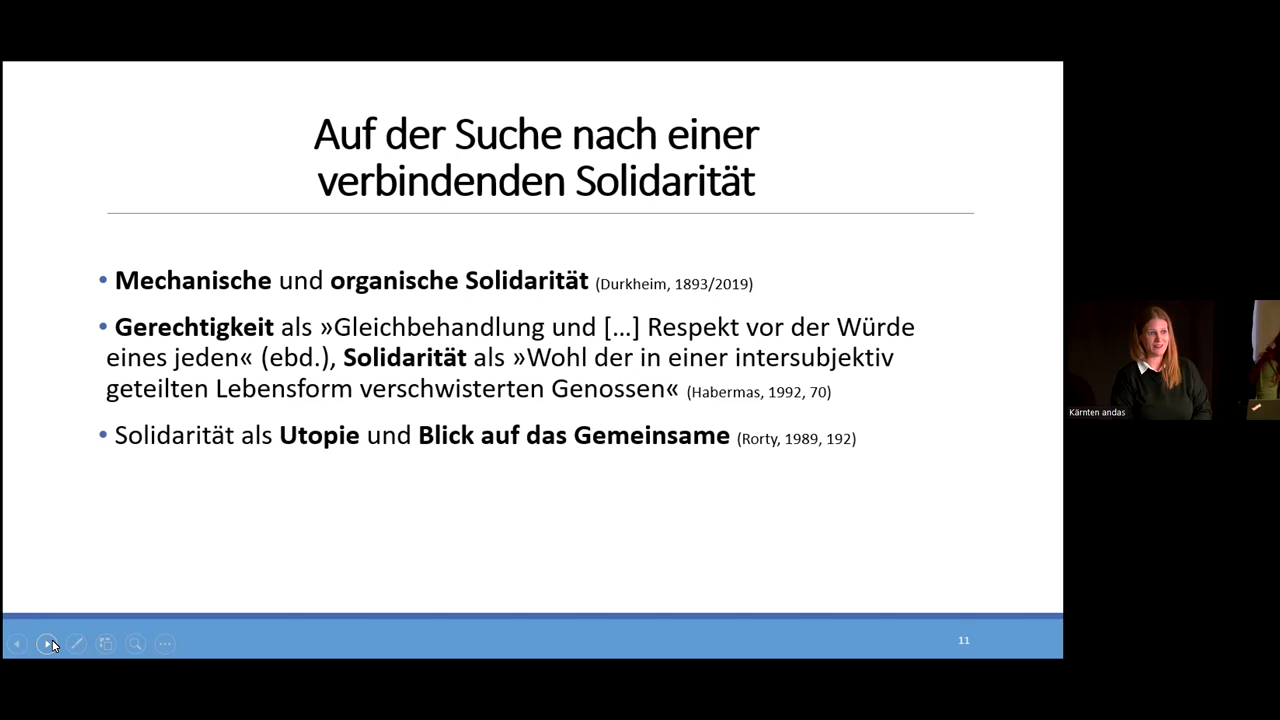 Auf der Suche nach einer
verbindenden Solidarität
• Mechanische und organische Solidarität (Durkheim, 1893/2019)
• Gerechtigkeit als »Gleichbehandlung und [...] Respekt vor der Würde
eines jeden« (ebd.), Solidarität als »Wohl der in einer intersubjektiv
geteilten Lebensform verschwisterten Genossen« (Habermas, 1992, 70)
• Solidarität als Utopie und Blick auf das Gemeinsame (Rorty, 1989, 192)
11
Kärnten andas